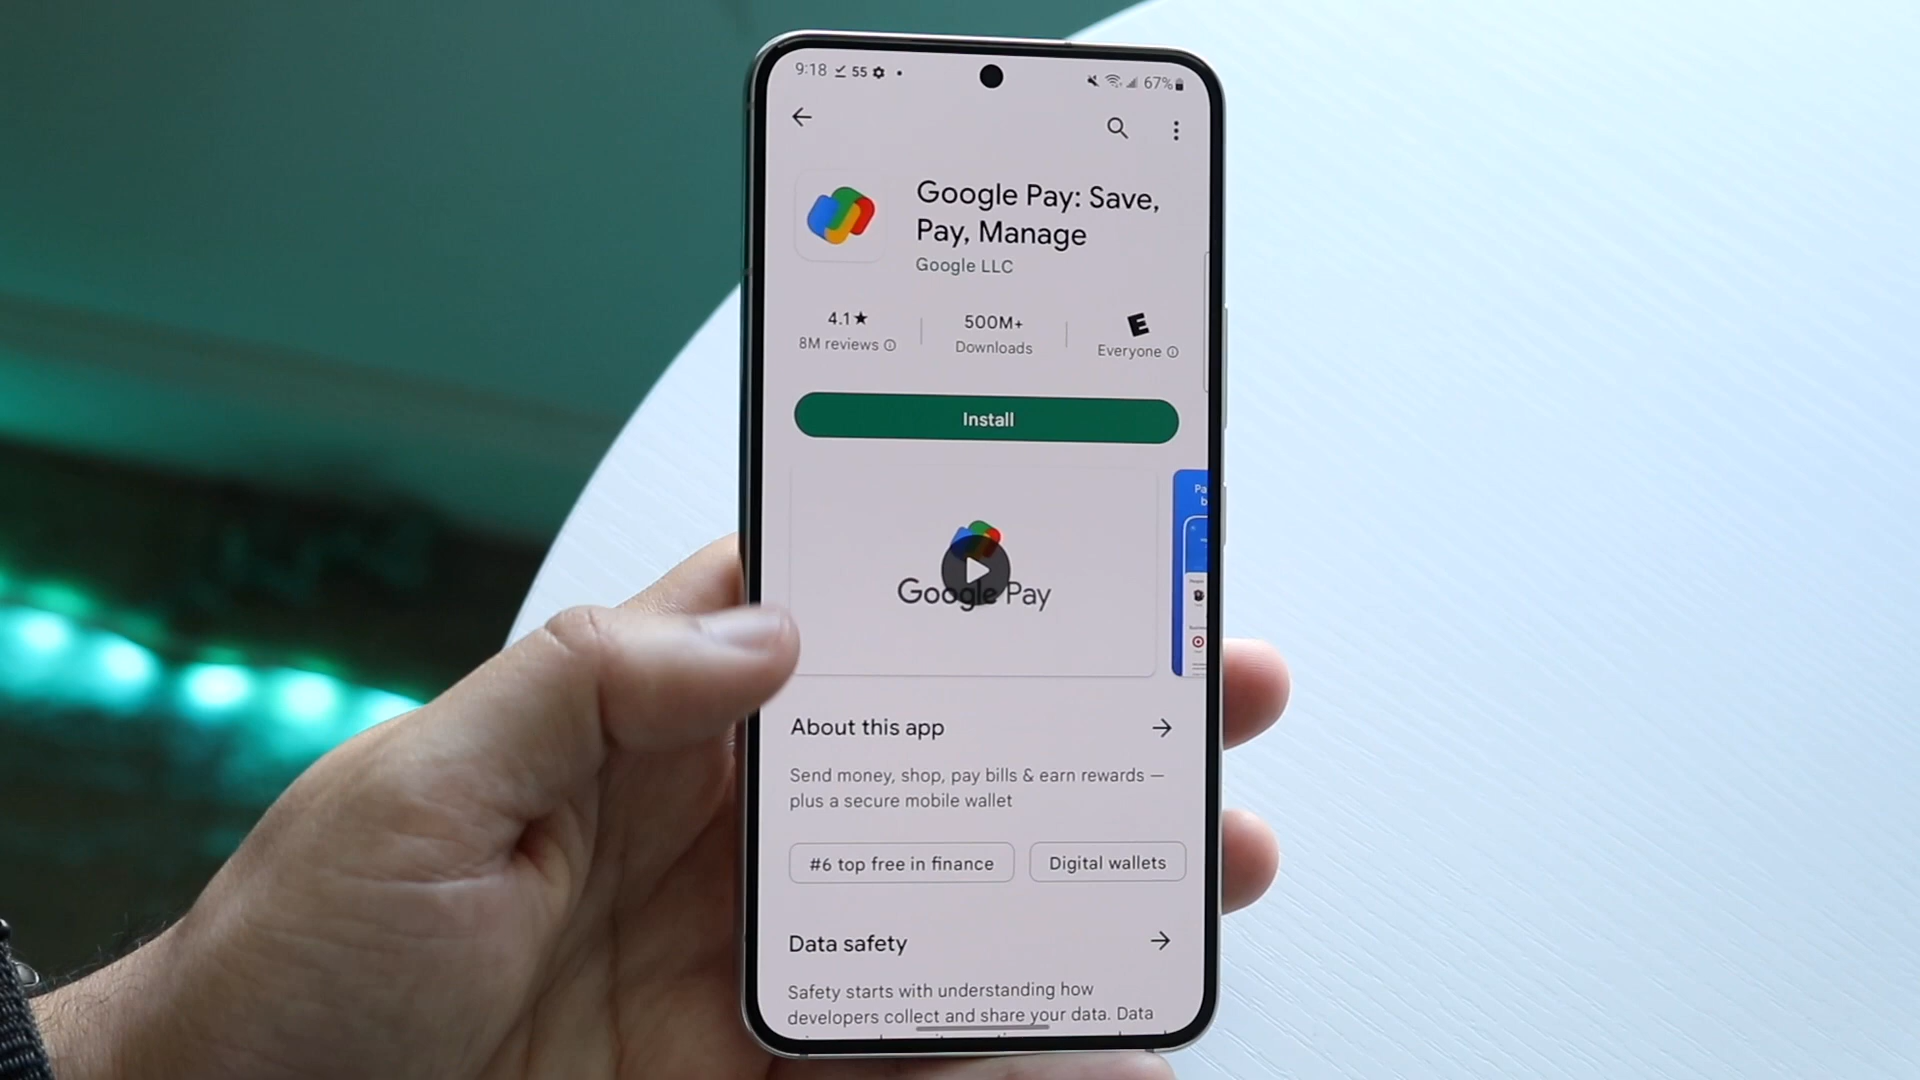 9:18 55
67%
Google Pay: Save,
Pay, Manage
Google LLC
4.1★
8M reviews
500M+
Downloads
E
Everyone
Install
Google Pay
Pa
b
About this app
Send money, shop, pay bills & earn rewards —
plus a secure mobile wallet
#6 top free in finance
Digital wallets
Data safety
Safety starts with understanding how
developers collect and share your data. Data